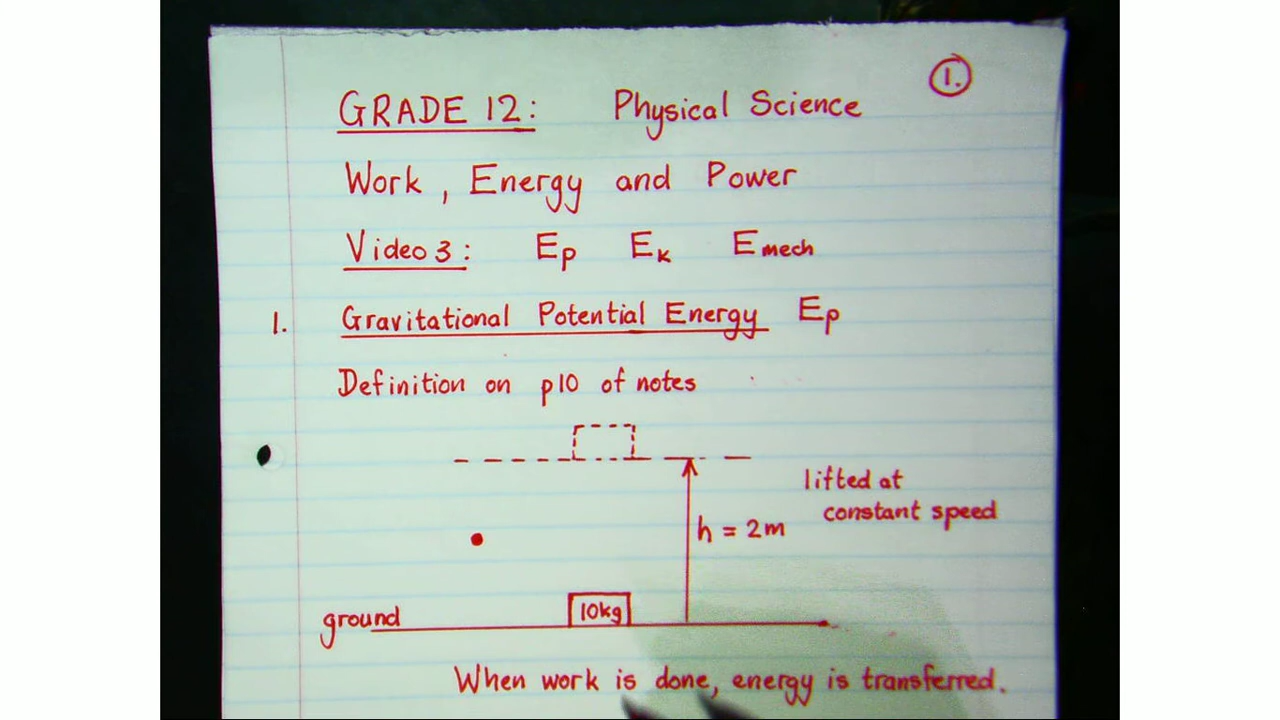 1.
GRADE 12: Physical Science
Work, Energy and Power
Video 3: Ep Ek Emech
1. Gravitational Potential Energy Ep
Definition on p10 of notes
lifted at
constant speed
h = 2m
10kg
ground
When work is done, energy is transferred.